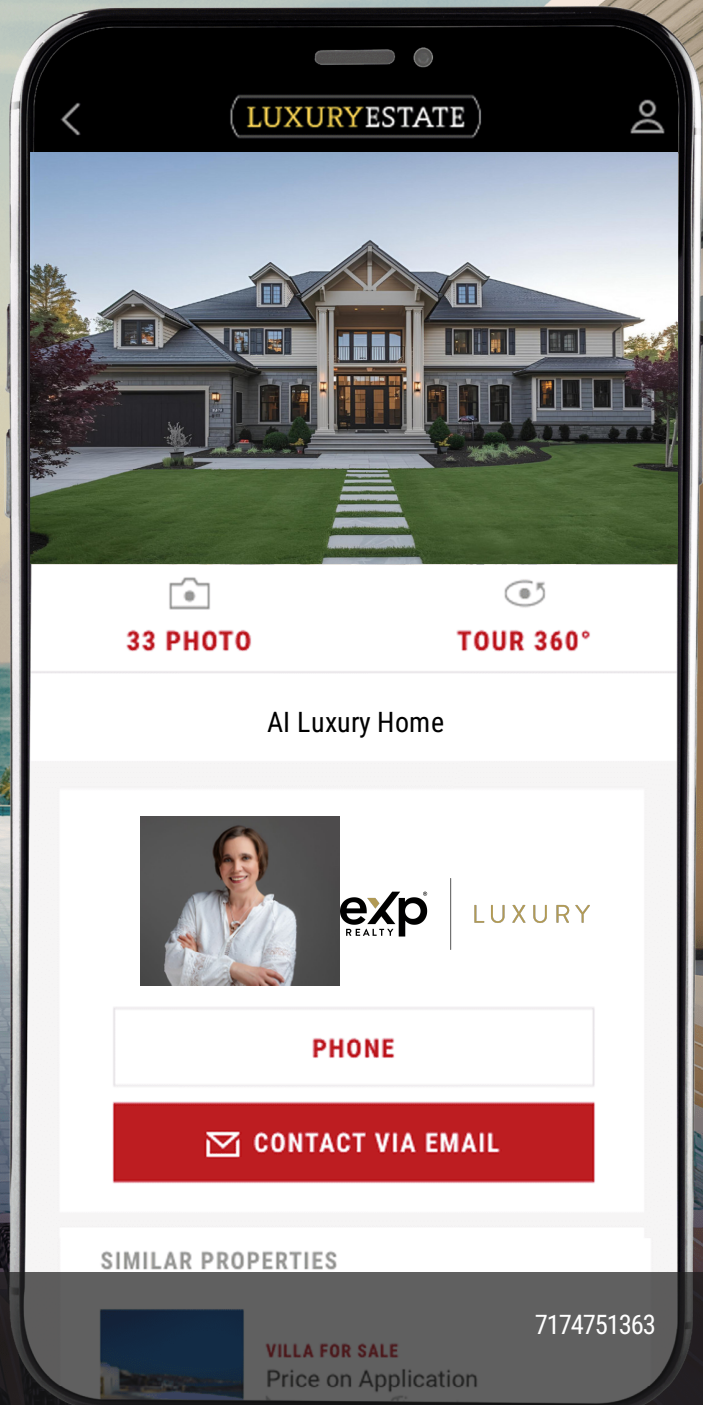 LUXURYESTATE
33 PHOTO
TOUR 360°
AI Luxury Home
eXp®
REALTY
LUXURY
PHONE
CONTACT VIA EMAIL
SIMILAR PROPERTIES
7174751363
VILLA FOR SALE
Price on Application